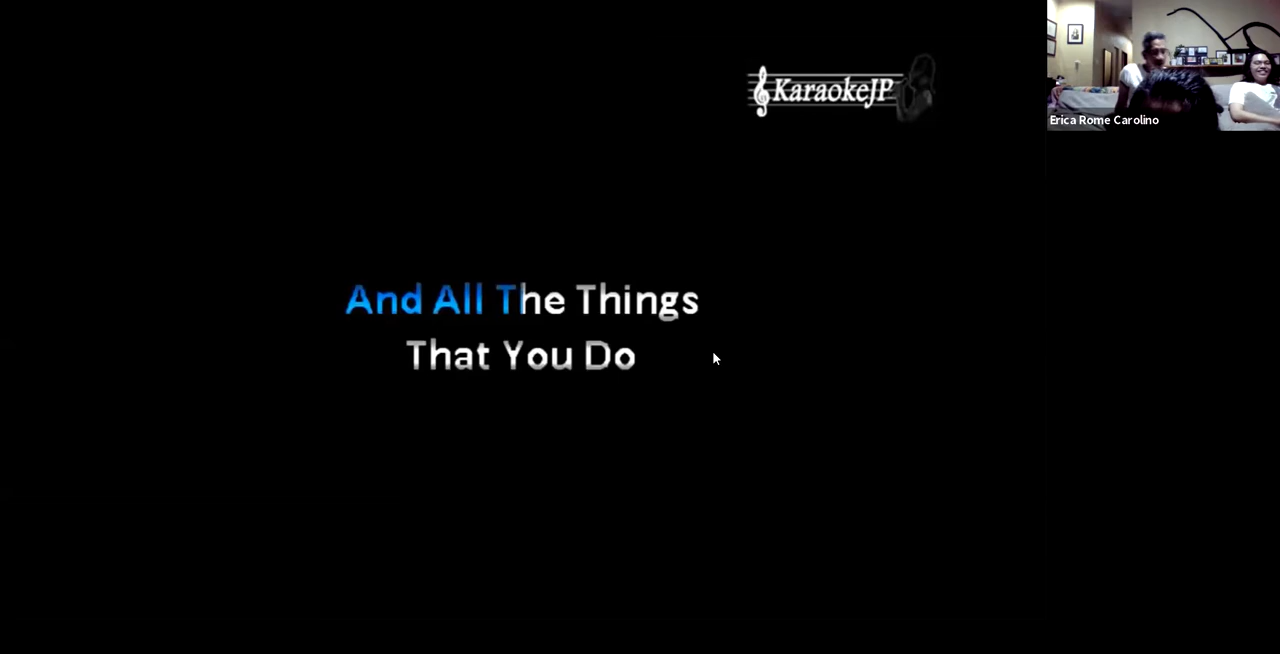 KaraokeJP
Erica Rome Carolino
And All The Things
That You Do